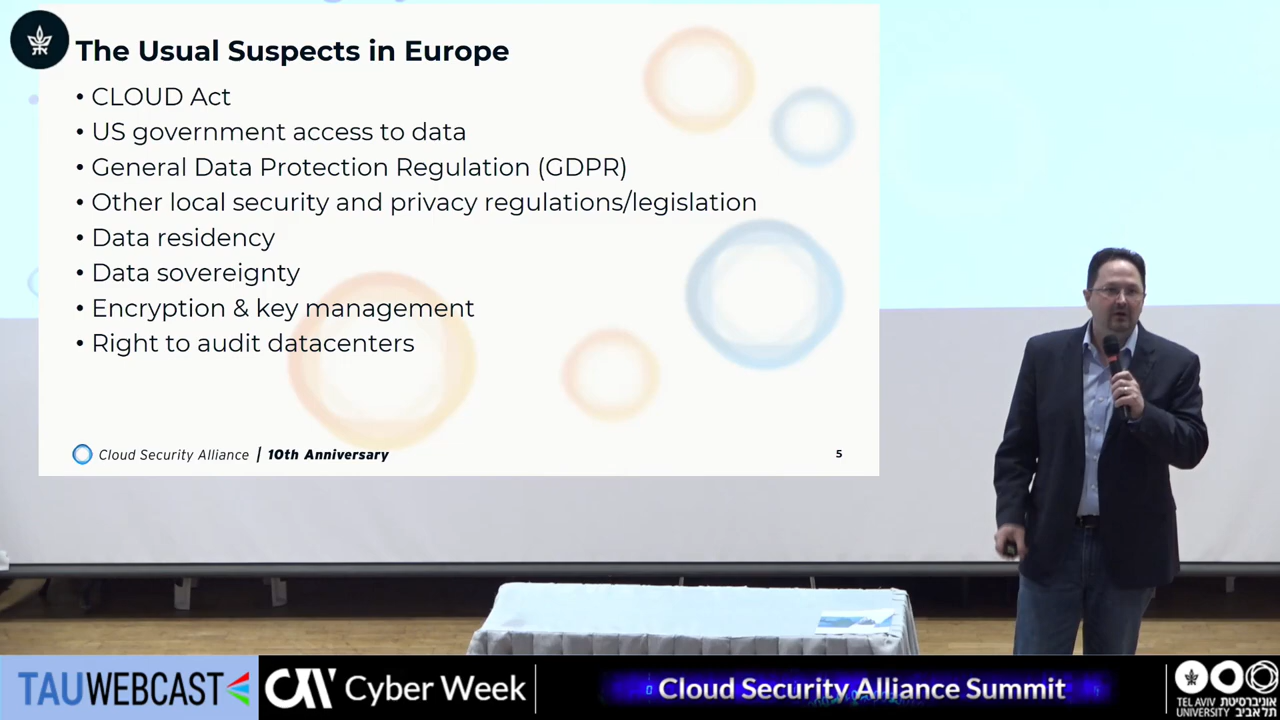 The Usual Suspects in Europe
• CLOUD Act
• US government access to data
• General Data Protection Regulation (GDPR)
• Other local security and privacy regulations/legislation
• Data residency
• Data sovereignty
• Encryption & key management
• Right to audit datacenters
Cloud Security Alliance | 10th Anniversary
5
TAUWEBCAST
Cyber Week
Cloud Security Alliance Summit
TEL AVIV אוניברסיטת
UNIVERSITY תל אביב